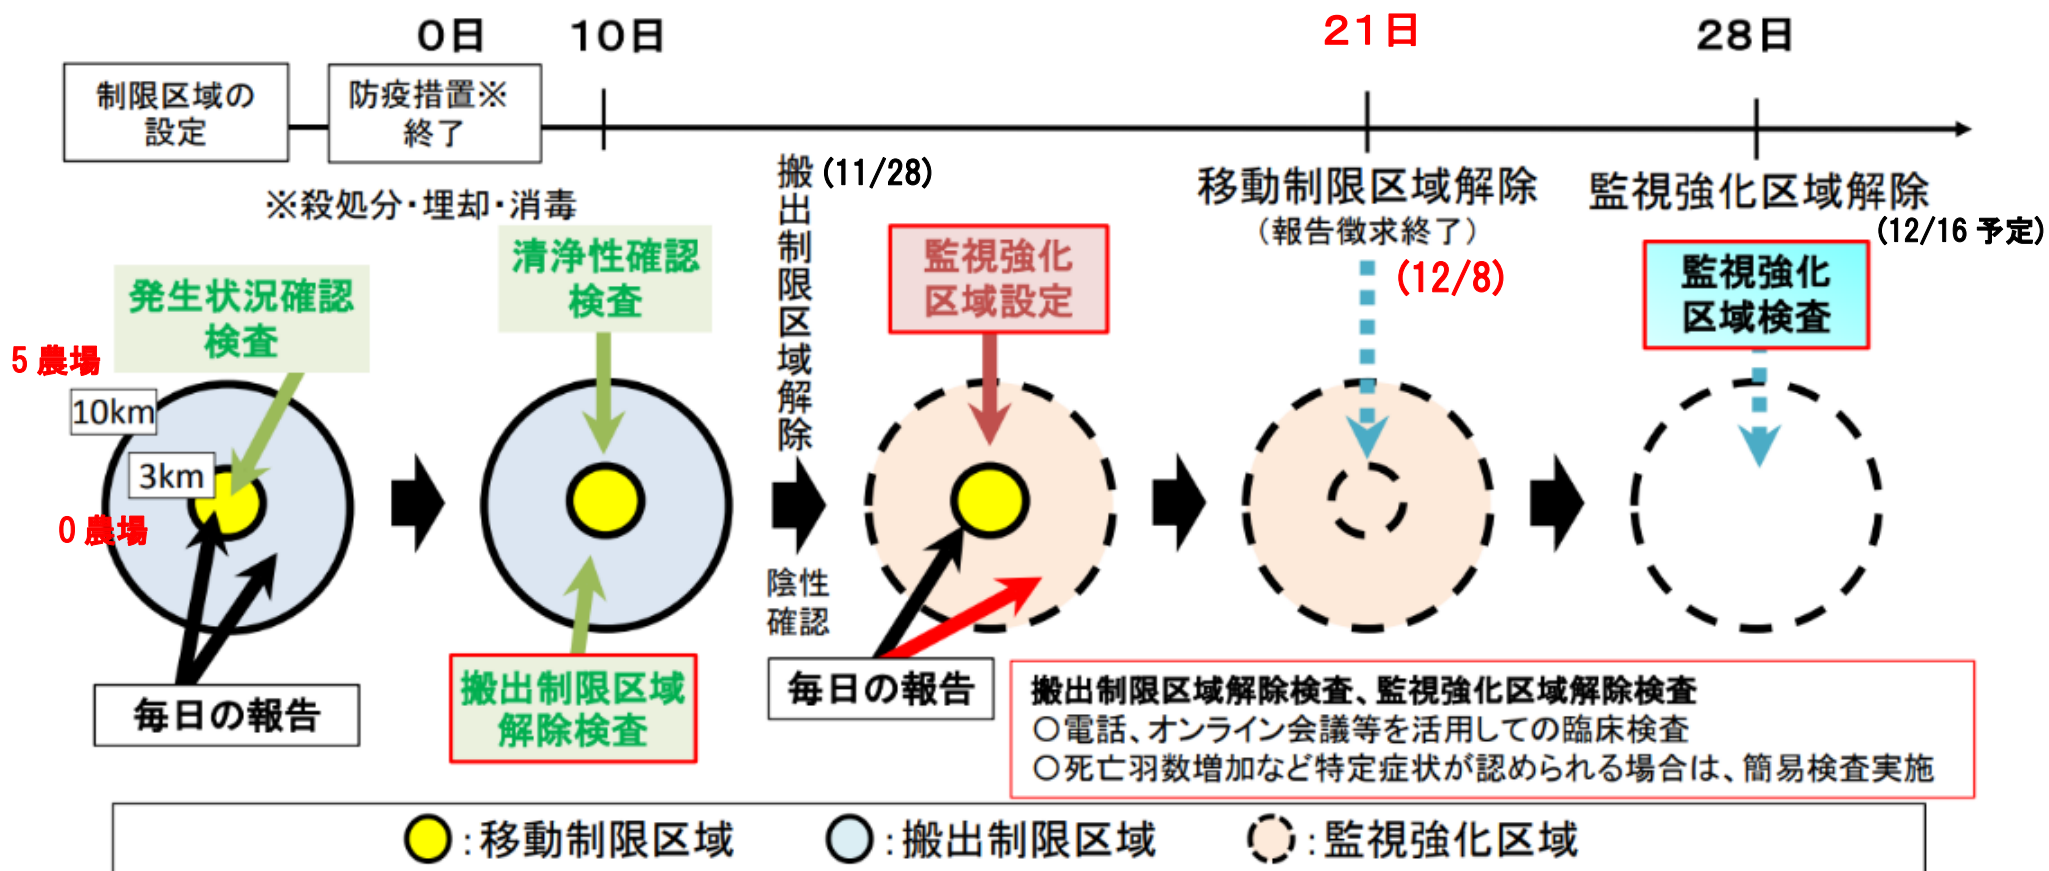 0日
10日
21日
28日
制限区域の
設定
防疫措置※
終了
※殺処分・埋却・消毒
搬出制限区域解除
(11/28)
移動制限区域解除
(報告徴求終了)
(12/8)
監視強化区域解除
(12/16 予定)
発生状況確認
検査
清浄性確認
検査
監視強化
区域設定
監視強化
区域検査
5 農場
10km
3km
0 農場
陰性
確認
毎日の報告
搬出制限区域
解除検査
毎日の報告
搬出制限区域解除検査、監視強化区域解除検査
○電話、オンライン会議等を活用しての臨床検査
○死亡羽数増加など特定症状が認められる場合は、簡易検査実施
:移動制限区域
:搬出制限区域
:監視強化区域